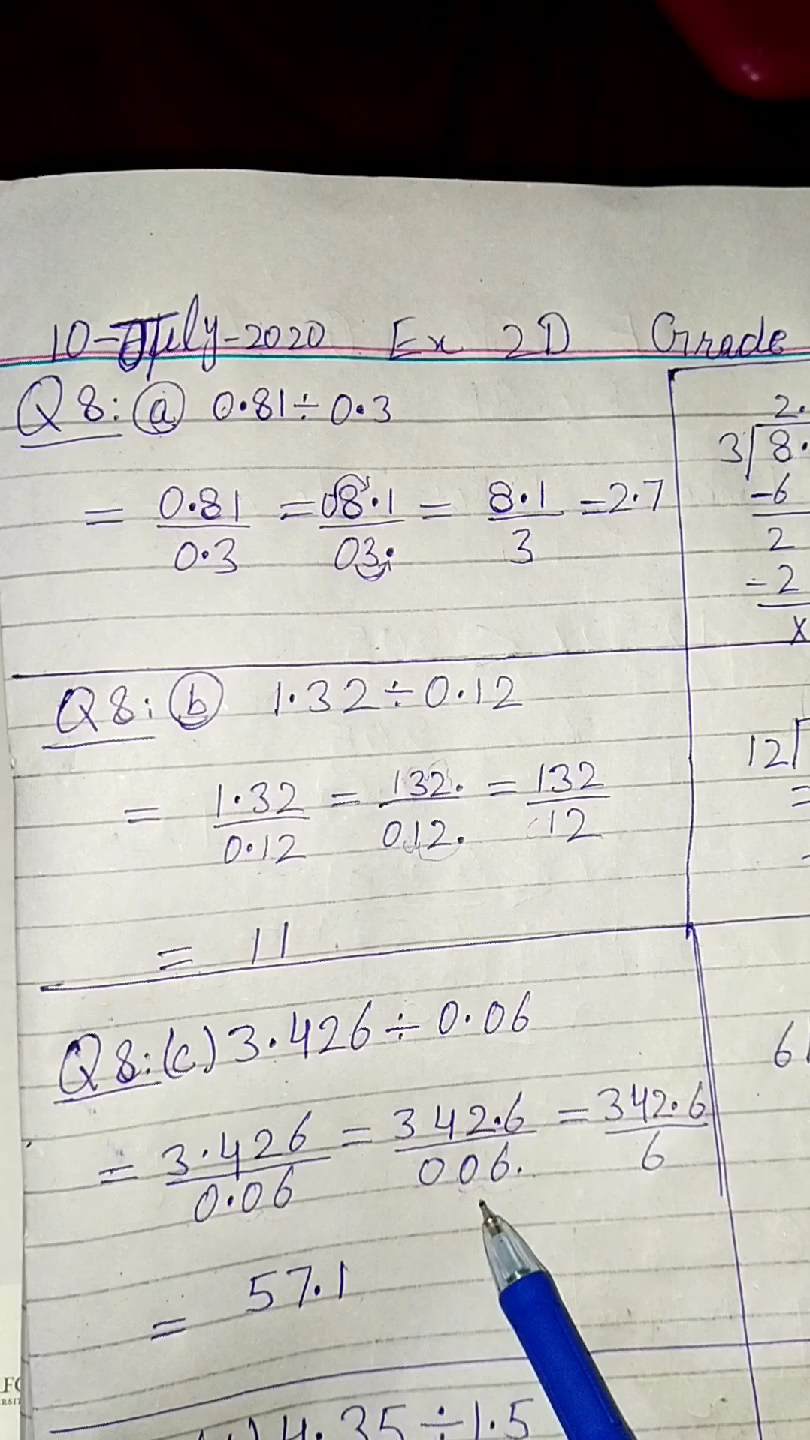 10-July-2020 Ex 2D Grade
Q8: (a) 0.81 ÷ 0.3
= 0.81/0.3 = 08.1/03. = 8.1/3 = 2.7
2.
3 8.
-6
2
-2
x
Q8: (b) 1.32 ÷ 0.12
= 1.32/0.12 = 132./012. = 132/12
12
= 11
Q8: (c) 3.426 ÷ 0.06
6
= 3.426/0.06 = 342.6/006. = 342.6/6
= 57.1
4.35 ÷ 1.5